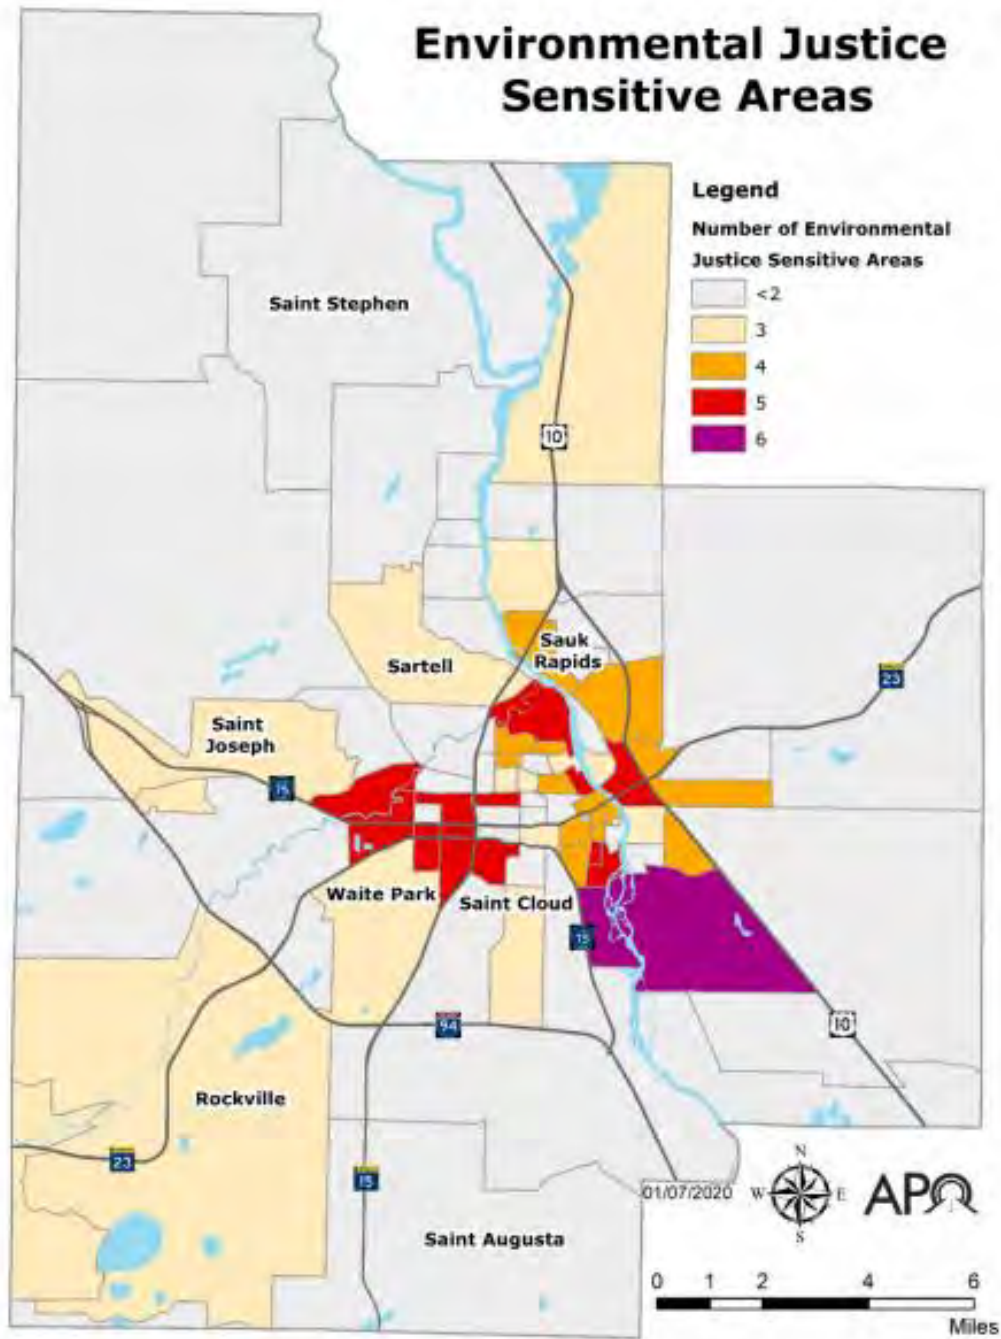 Environmental Justice
Sensitive Areas
Legend
Number of Environmental
Justice Sensitive Areas
<2
3
4
5
6
Saint Stephen
10
Sauk
Rapids
Sartell
23
Saint
Joseph
75
Waite Park
Saint Cloud
75
10
94
Rockville
23
15
01/07/2020
N
W
E
S
APO
Saint Augusta
0 1 2 4 6
Miles